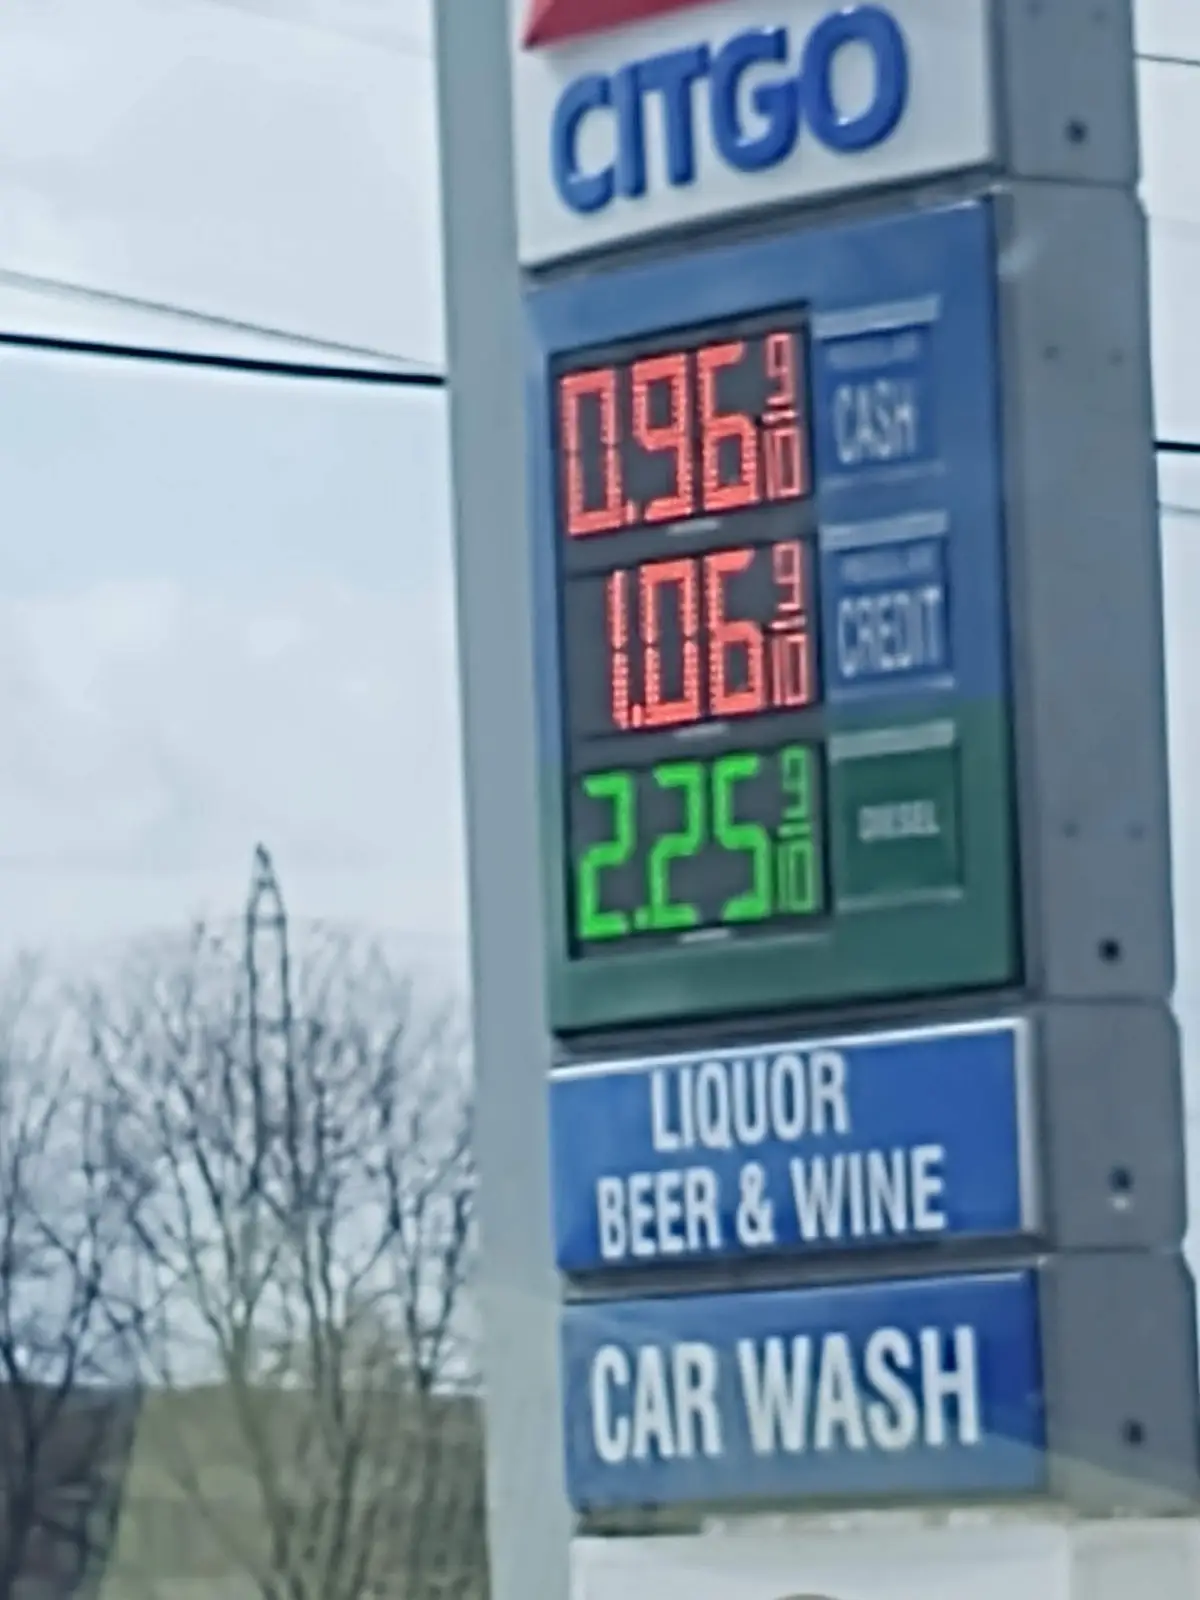 CITGO
0.96 9/10
CASH
1.06 9/10
CREDIT
2.25 9/10
DIESEL
LIQUOR
BEER & WINE
CAR WASH